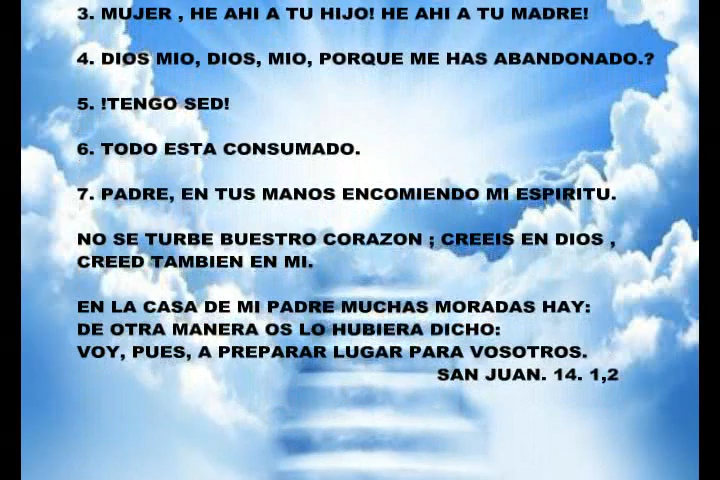 3. MUJER , HE AHI A TU HIJO! HE AHI A TU MADRE!
4. DIOS MIO, DIOS, MIO, PORQUE ME HAS ABANDONADO.?
5. !TENGO SED!
6. TODO ESTA CONSUMADO.
7. PADRE, EN TUS MANOS ENCOMIENDO MI ESPIRITU.
NO SE TURBE BUESTRO CORAZON ; CREEIS EN DIOS ,
CREED TAMBIEN EN MI.
EN LA CASA DE MI PADRE MUCHAS MORADAS HAY:
DE OTRA MANERA OS LO HUBIERA DICHO:
VOY, PUES, A PREPARAR LUGAR PARA VOSOTROS.
SAN JUAN. 14. 1,2